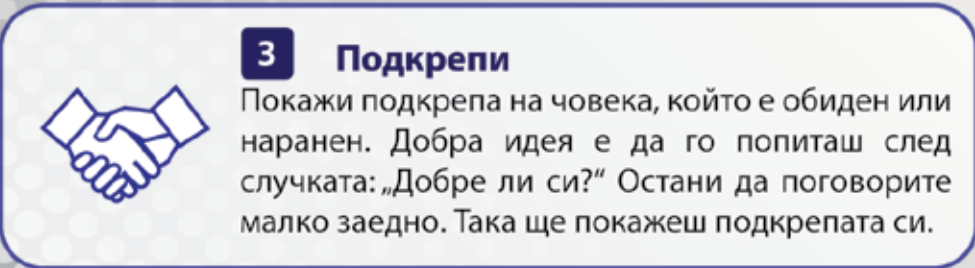 3 Подкрепи
Покажи подкрепа на човека, който е обиден или
наранен. Добра идея е да го попиташ след
случката: „Добре ли си?“ Остани да поговорите
малко заедно. Така ще покажеш подкрепата си.